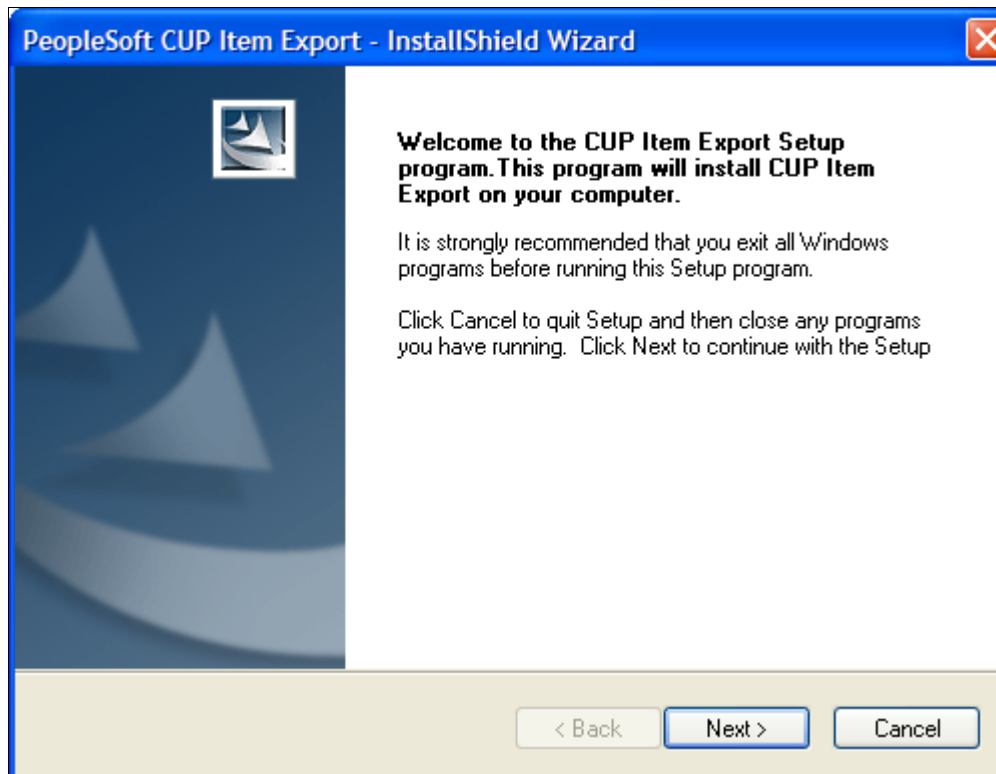 PeopleSoft CUP Item Export - InstallShield Wizard
Welcome to the CUP Item Export Setup
program.This program will install CUP Item
Export on your computer.
It is strongly recommended that you exit all Windows
programs before running this Setup program.
Click Cancel to quit Setup and then close any programs
you have running.  Click Next to continue with the Setup
< Back
Next >
Cancel